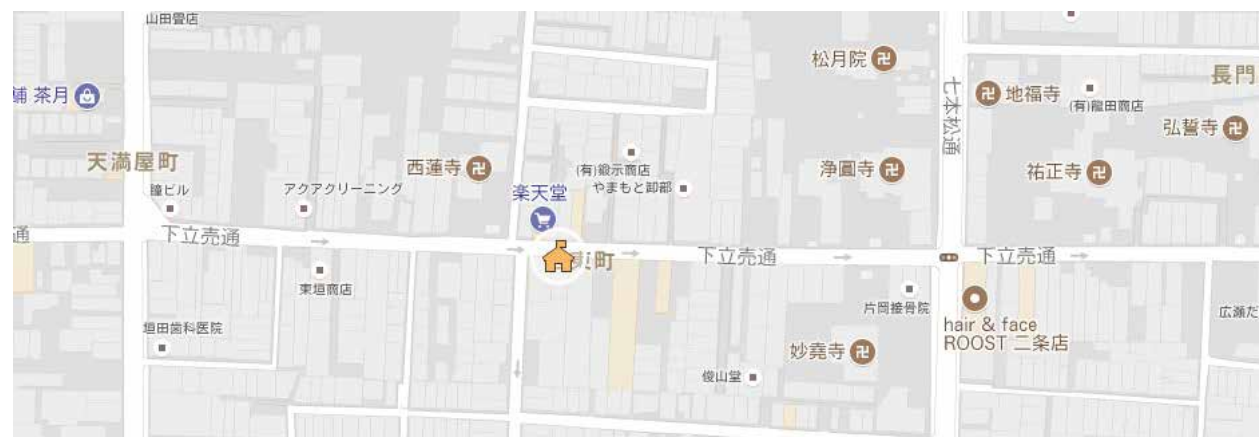 山田畳店
松月院
七本松通
地福寺
(有)龍田商店
長門
弘誓寺
舗 茶月
天満屋町
西蓮寺
(有)鍛示商店
やまもと卸部
浄圓寺
祐正寺
瞳ビル
アクアクリーニング
楽天堂
通
下立売通
東町
下立売通
下立売通
東垣商店
片岡接骨院
hair & face
ROOST 二条店
広瀬だ
垣田歯科医院
妙堯寺
俊山堂